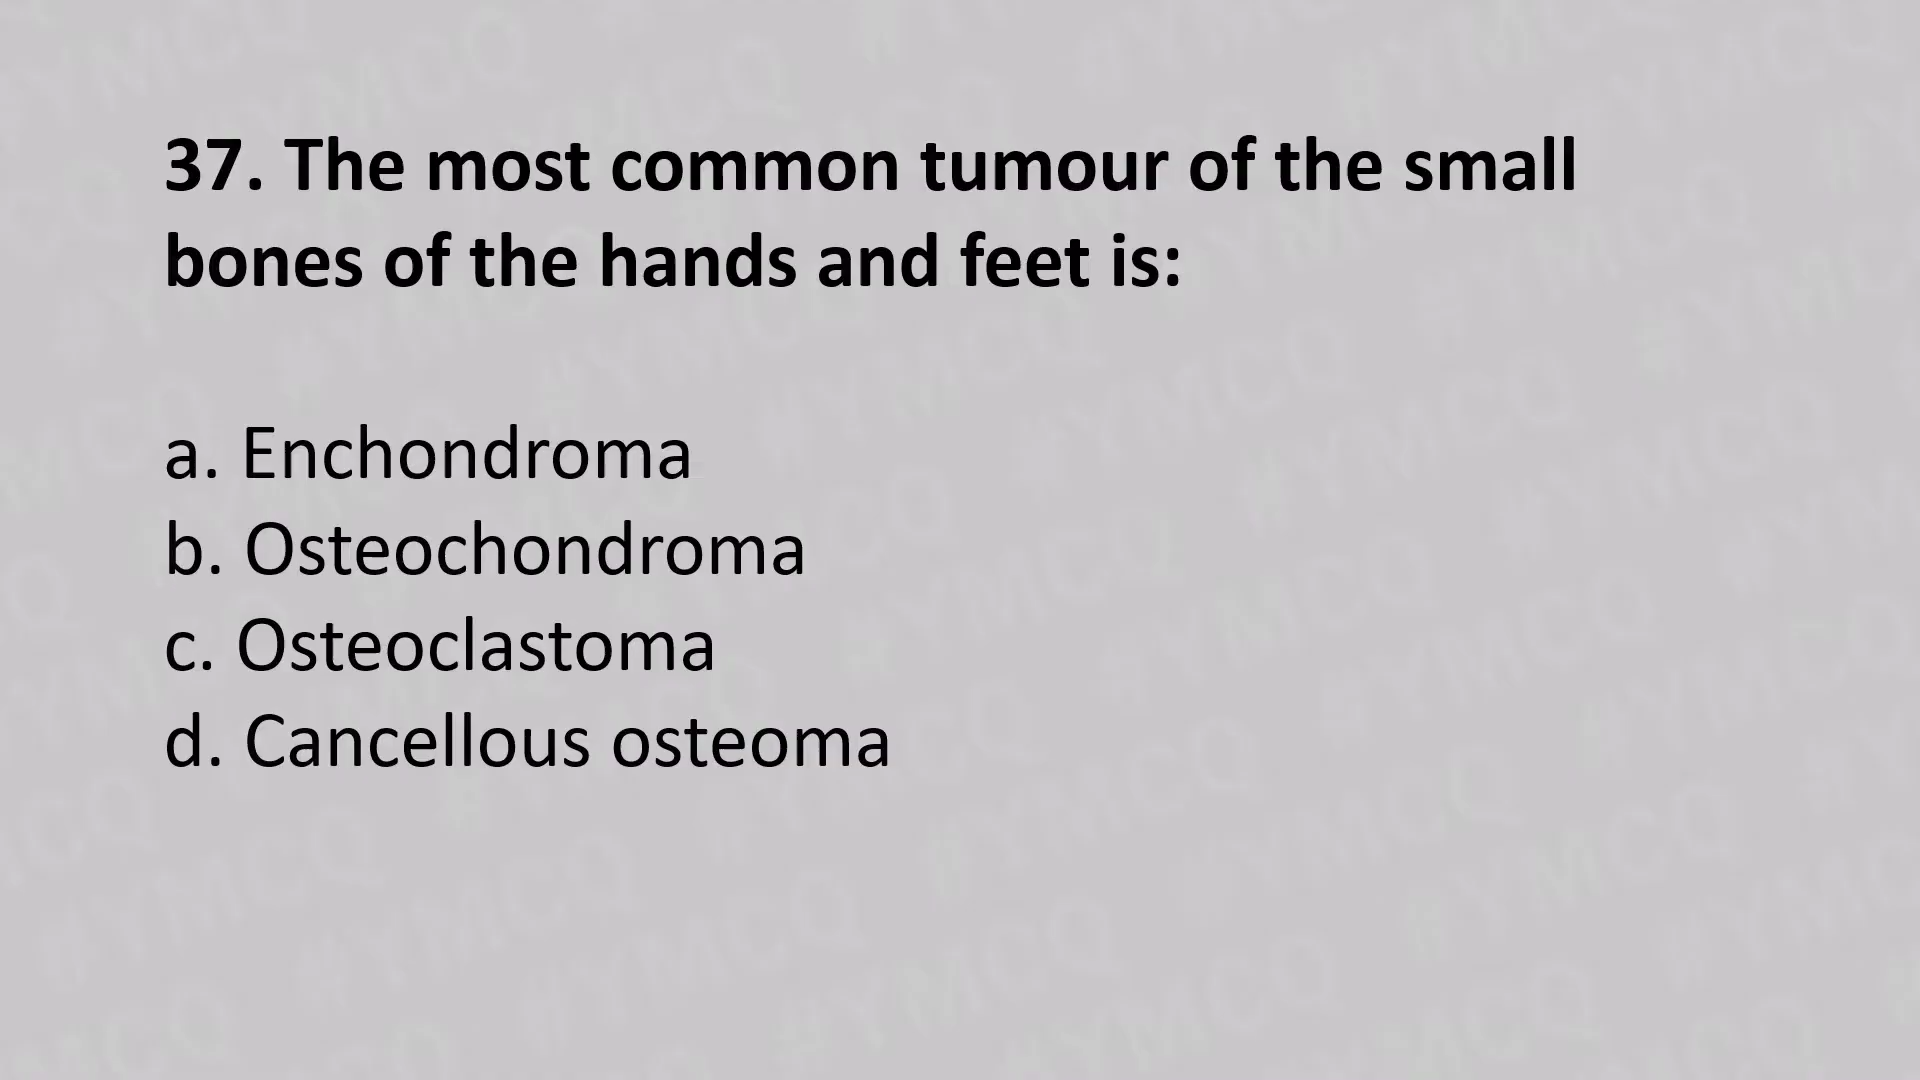 37. The most common tumour of the small
bones of the hands and feet is:
a. Enchondroma
b. Osteochondroma
c. Osteoclastoma
d. Cancellous osteoma